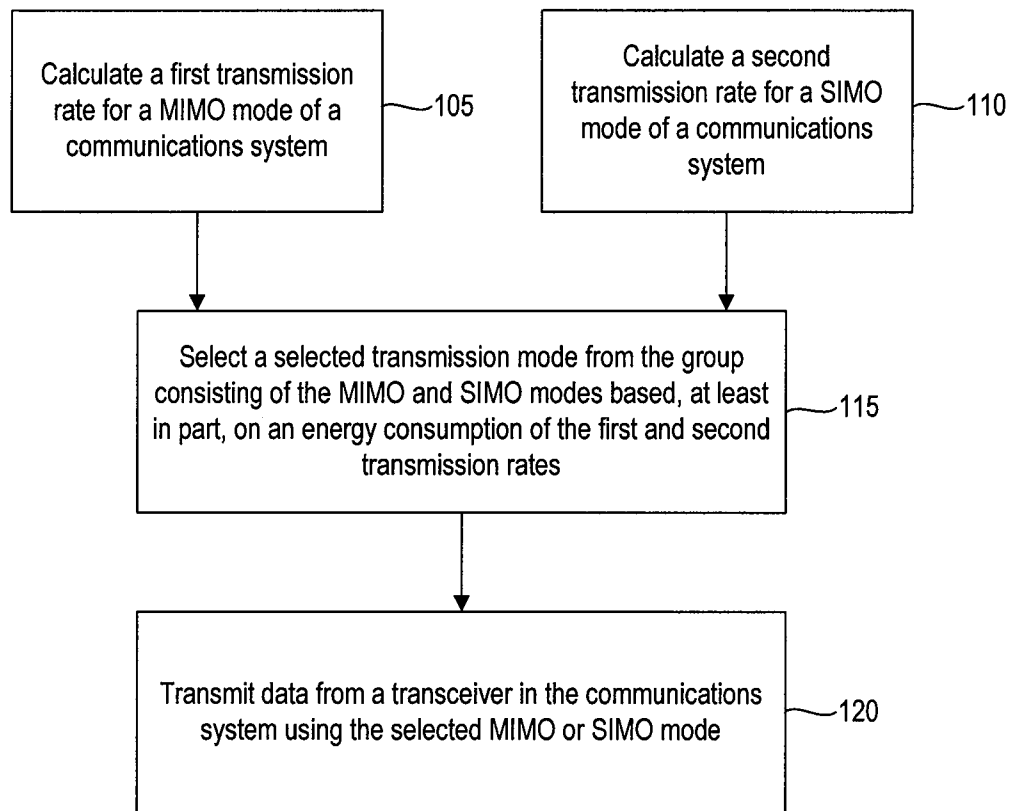 Calculate a first transmission
rate for a MIMO mode of a
communications system
105
Calculate a second
transmission rate for a SIMO
mode of a communications
system
110
Select a selected transmission mode from the group
consisting of the MIMO and SIMO modes based, at least
in part, on an energy consumption of the first and second
transmission rates
115
Transmit data from a transceiver in the communications
system using the selected MIMO or SIMO mode
120